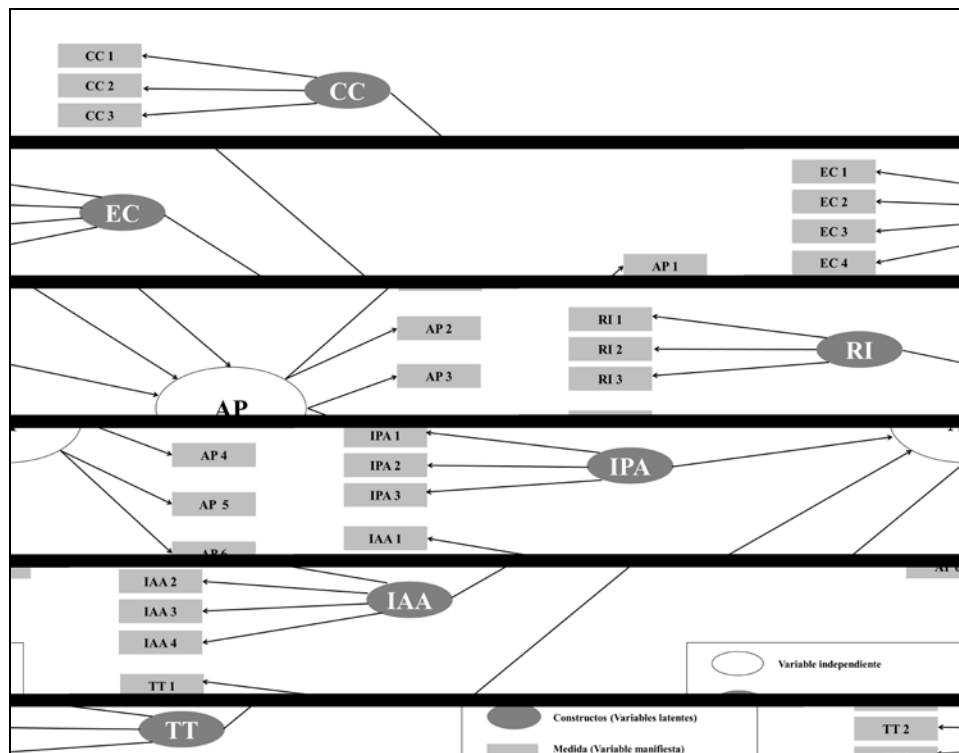 CC 1
CC 2
CC
CC 3
EC 1
EC
EC 2
EC 3
AP 1
EC 4
RI 1
AP 2
RI 2
RI
AP 3
RI 3
AP
IPA 1
AP 4
IPA 2
IPA
IPA 3
AP 5
IAA 1
AP 6
IAA 2
IAA
IAA 3
IAA 4
Variable independiente
TT 1
TT
Constructos (Variables latentes)
TT 2
Medida (Variable manifiesta)